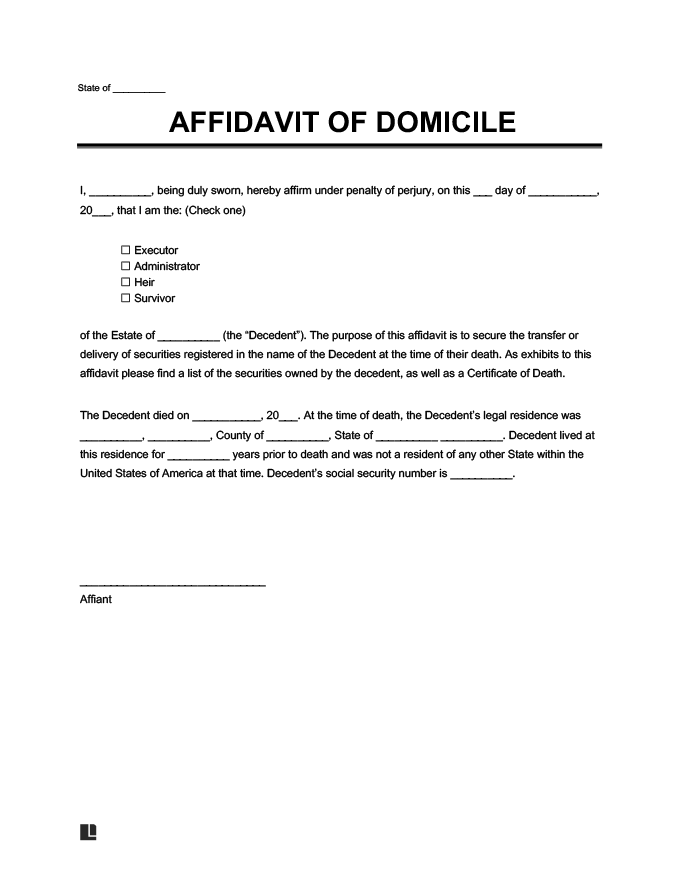 State of __________
AFFIDAVIT OF DOMICILE
I, __________, being duly sworn, hereby affirm under penalty of perjury, on this ___ day of ___________,
20___, that I am the: (Check one)
☐ Executor
☐ Administrator
☐ Heir
☐ Survivor
of the Estate of __________ (the “Decedent”). The purpose of this affidavit is to secure the transfer or
delivery of securities registered in the name of the Decedent at the time of their death. As exhibits to this
affidavit please find a list of the securities owned by the decedent, as well as a Certificate of Death.
The Decedent died on ___________, 20___. At the time of death, the Decedent’s legal residence was
__________, __________, County of __________, State of __________ __________. Decedent lived at
this residence for __________ years prior to death and was not a resident of any other State within the
United States of America at that time. Decedent’s social security number is __________.
______________________________
Affiant